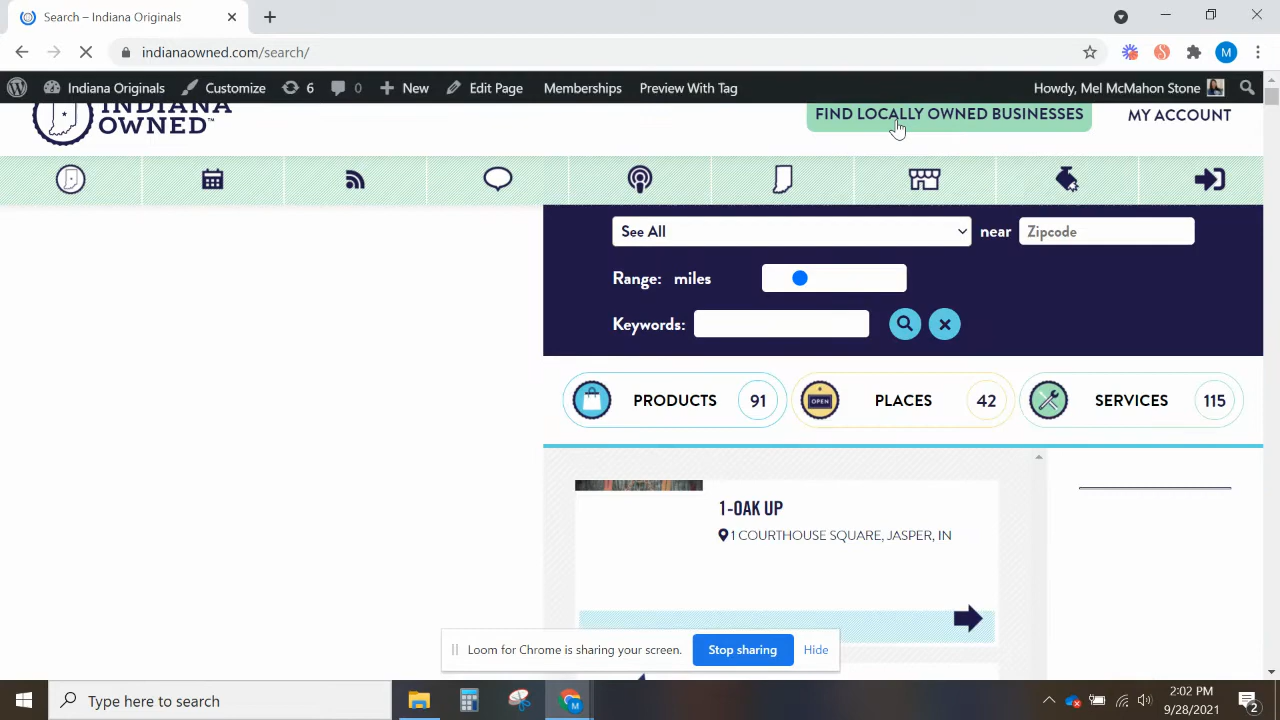 Search – Indiana Originals
indianaowned.com/search/
M
Indiana Originals
Customize
6
0
New
Edit Page
Memberships
Preview With Tag
Howdy, Mel McMahon Stone
INDIANA
OWNED™
FIND LOCALLY OWNED BUSINESSES
MY ACCOUNT
See All
near
Zipcode
Range: miles
Keywords:
PRODUCTS
91
OPEN
PLACES
42
SERVICES
115
1-OAK UP
1 COURTHOUSE SQUARE, JASPER, IN
Loom for Chrome is sharing your screen.
Stop sharing
Hide
Type here to search
M
2:02 PM
9/28/2021
2